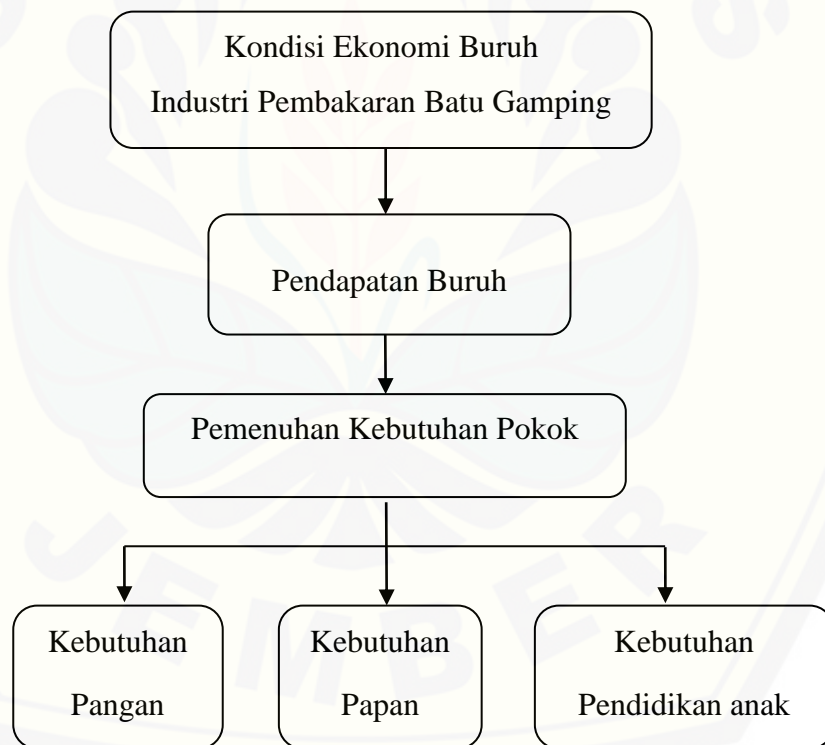 Kondisi Ekonomi Buruh
Industri Pembakaran Batu Gamping
Pendapatan Buruh
Pemenuhan Kebutuhan Pokok
Kebutuhan
Pangan
Kebutuhan
Papan
Kebutuhan
Pendidikan anak
JEMBER